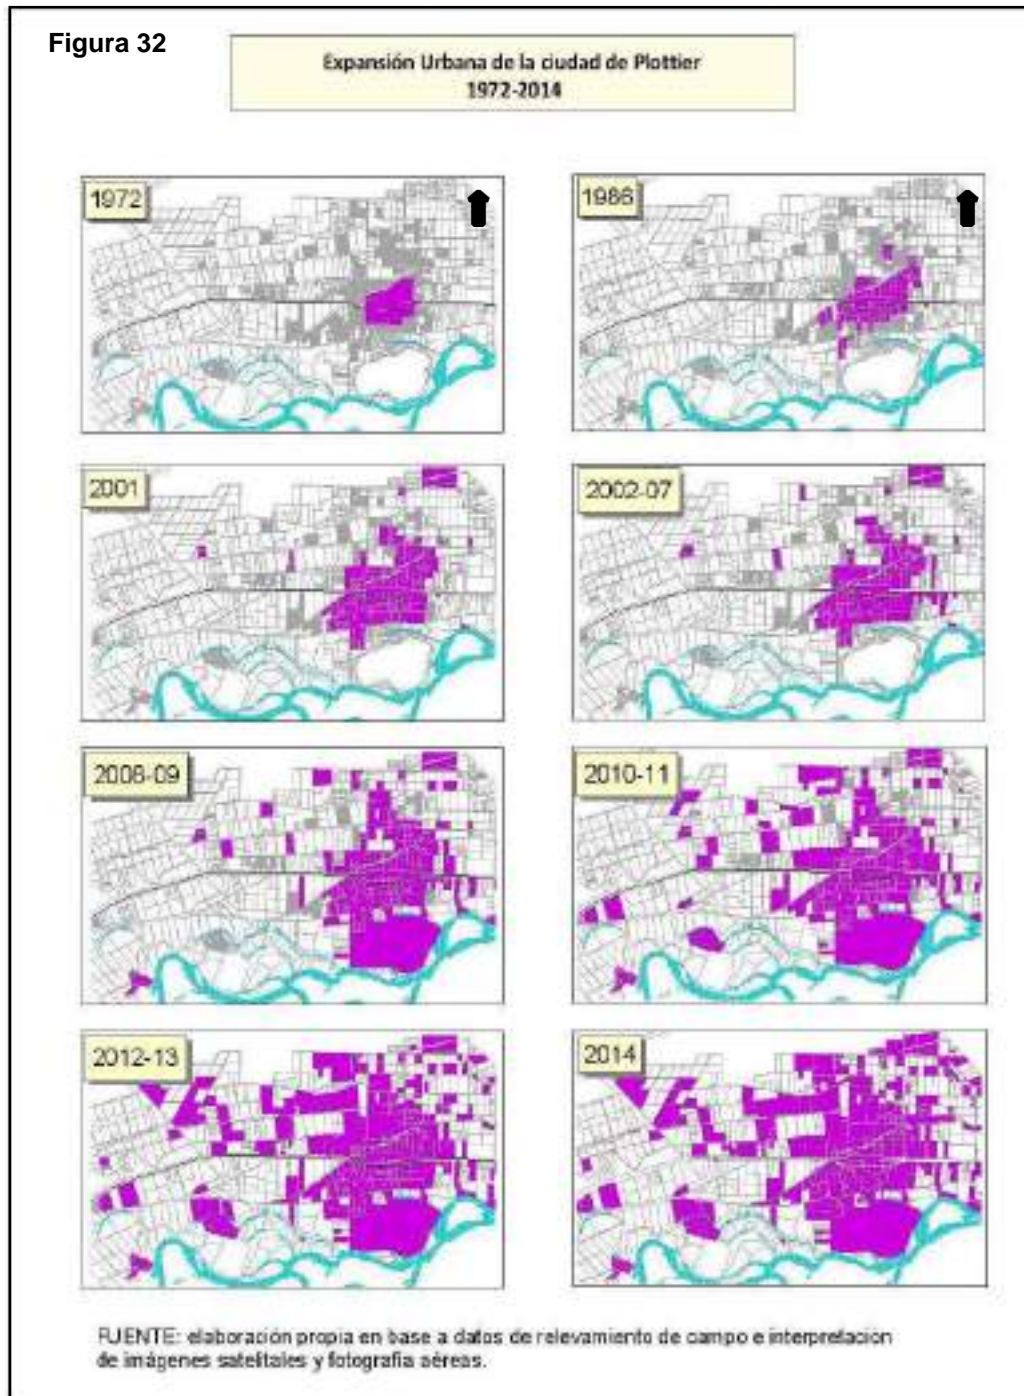 Figura 32
Expansión Urbana de la ciudad de Plottier
1972-2014
1972
1986
2001
2002-07
2008-09
2010-11
2012-13
2014
FUENTE: elaboración propia en base a datos de relevamiento de campo e interpretación
de imágenes satelitales y fotografía aéreas.